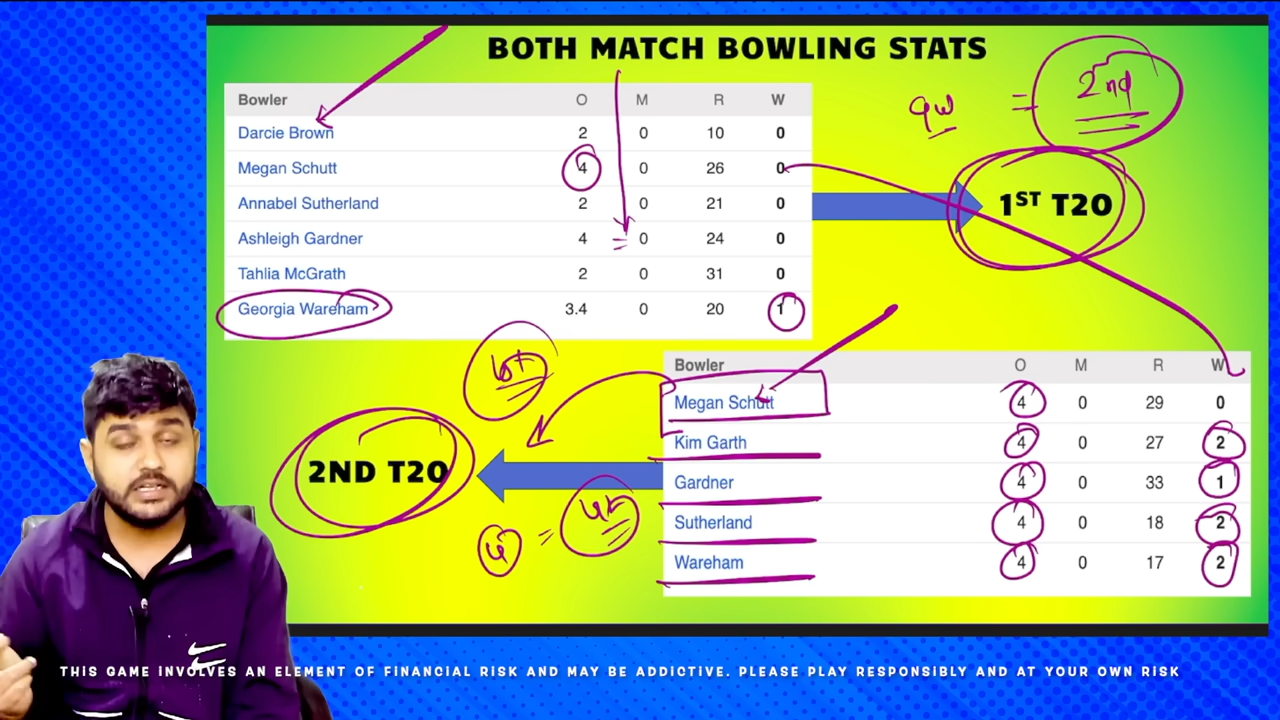 BOTH MATCH BOWLING STATS
Bowler O M R W
Darcie Brown 2 0 10 0
Megan Schutt 4 0 26 0
Annabel Sutherland 2 0 21 0
Ashleigh Gardner 4 0 24 0
Tahlia McGrath 2 0 31 0
Georgia Wareham 3.4 0 20 1
= 2nd
1ST T20
Bowler O M R W
Megan Schutt 4 0 29 0
Kim Garth 4 0 27 2
Gardner 4 0 33 1
Sutherland 4 0 18 2
Wareham 4 0 17 2
2ND T20
THIS GAME INVOLVES AN ELEMENT OF FINANCIAL RISK AND MAY BE ADDICTIVE. PLEASE PLAY RESPONSIBLY AND AT YOUR OWN RISK